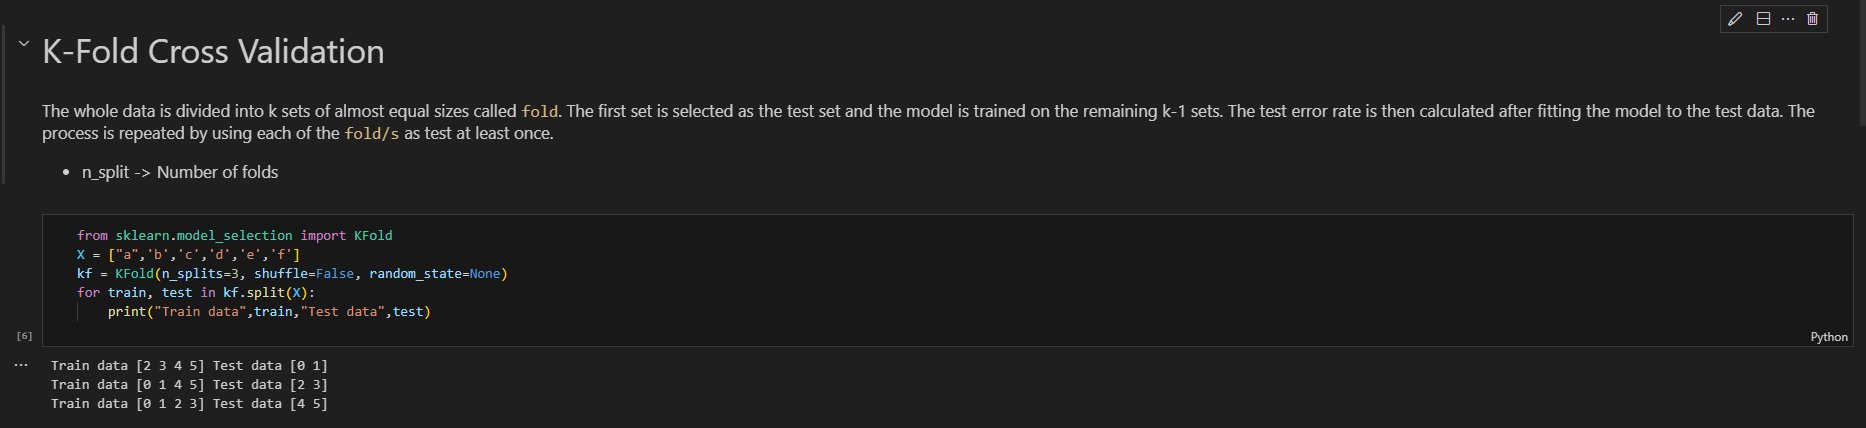 K-Fold Cross Validation
The whole data is divided into k sets of almost equal sizes called fold. The first set is selected as the test set and the model is trained on the remaining k-1 sets. The test error rate is then calculated after fitting the model to the test data. The
process is repeated by using each of the fold/s as test at least once.
• n_split -> Number of folds
from sklearn.model_selection import KFold
X = ["a",'b','c','d','e','f']
kf = KFold(n_splits=3, shuffle=False, random_state=None)
for train, test in kf.split(X):
    print("Train data",train,"Test data",test)
[6]
Python
Train data [2 3 4 5] Test data [0 1]
Train data [0 1 4 5] Test data [2 3]
Train data [0 1 2 3] Test data [4 5]